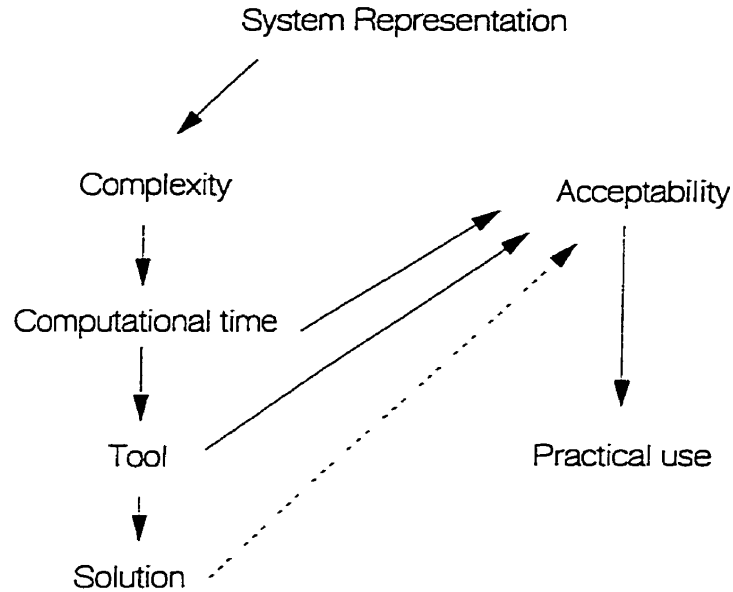 System Representation
Complexity
Acceptability
Computational time
Tool
Practical use
Solution